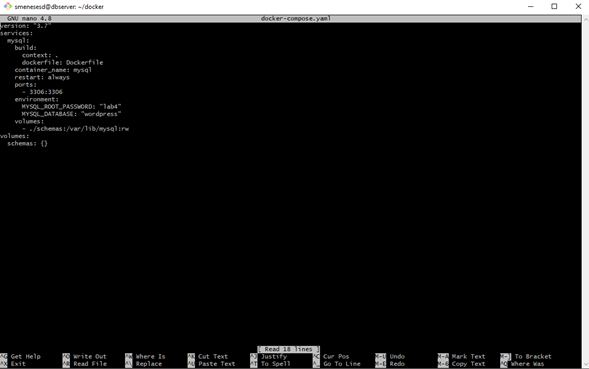 smenesesd@dbserver: ~/docker
GNU nano 4.8 docker-compose.yaml
version: "3.7"
services:
  mysql:
    build:
      context: .
      dockerfile: Dockerfile
    container_name: mysql
    restart: always
    ports:
      - 3306:3306
    environment:
      MYSQL_ROOT_PASSWORD: "lab4"
      MYSQL_DATABASE: "wordpress"
    volumes:
      - ./schemas:/var/lib/mysql:rw
volumes:
  schemas: {}
[ Read 18 lines ]
^G Get Help ^O Write Out ^W Where Is ^K Cut Text ^J Justify ^C Cur Pos M-U Undo M-A Mark Text M-] To Bracket
^X Exit ^R Read File ^\ Replace ^U Paste Text ^T To Spell ^_ Go To Line M-E Redo M-6 Copy Text ^Q Where Was